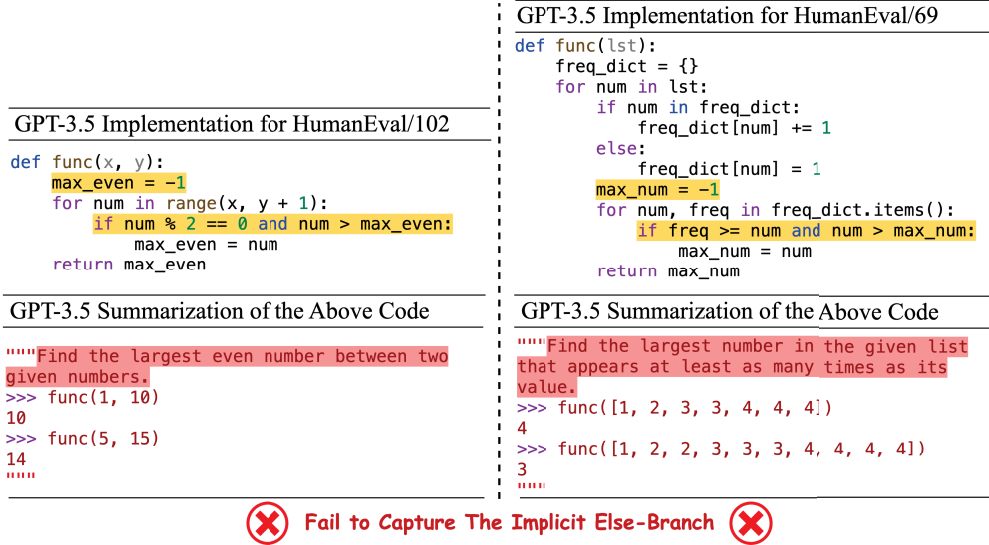 GPT-3.5 Implementation for HumanEval/102
def func(x, y):
    max_even = -1
    for num in range(x, y + 1):
        if num % 2 == 0 and num > max_even:
            max_even = num
    return max_even
GPT-3.5 Summarization of the Above Code
"""Find the largest even number between two
given numbers.
>>> func(1, 10)
10
>>> func(5, 15)
14
"""
GPT-3.5 Implementation for HumanEval/69
def func(lst):
    freq_dict = {}
    for num in lst:
        if num in freq_dict:
            freq_dict[num] += 1
        else:
            freq_dict[num] = 1
    max_num = -1
    for num, freq in freq_dict.items():
        if freq >= num and num > max_num:
            max_num = num
    return max_num
GPT-3.5 Summarization of the Above Code
"""Find the largest number in the given list
that appears at least as many times as its
value.
>>> func([1, 2, 3, 3, 4, 4, 4])
4
>>> func([1, 2, 2, 3, 3, 3, 4, 4, 4, 4])
3
"""
Fail to Capture The Implicit Else-Branch